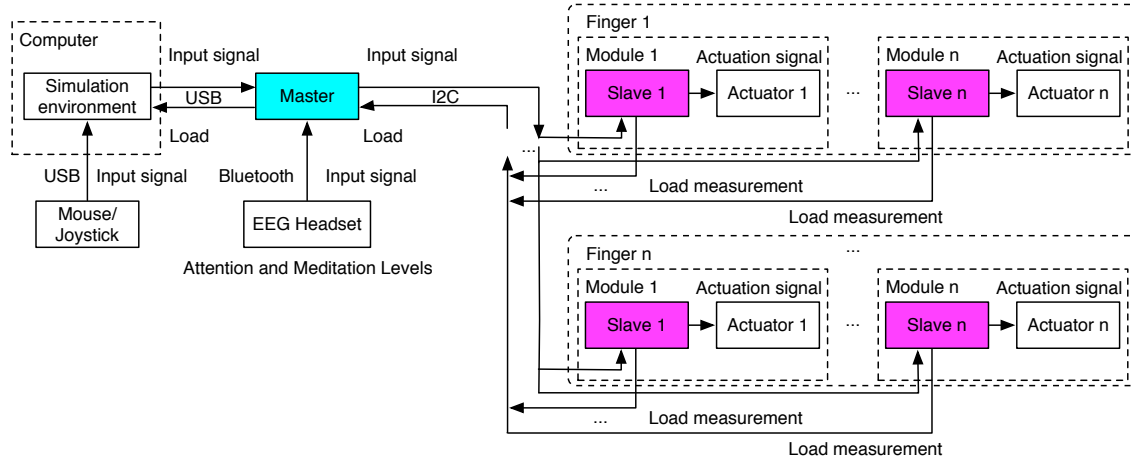 Computer
Simulation
environment
Input signal
USB
Load
Master
Input signal
I2C
Load
USB
Input signal
Mouse/
Joystick
Bluetooth
Input signal
EEG Headset
Attention and Meditation Levels
...
Finger 1
Module 1
Actuation signal
Slave 1
Actuator 1
...
Module n
Actuation signal
Slave n
Actuator n
...
Load measurement
Load measurement
...
Finger n
Module 1
Actuation signal
Slave 1
Actuator 1
...
Module n
Actuation signal
Slave n
Actuator n
...
Load measurement
Load measurement